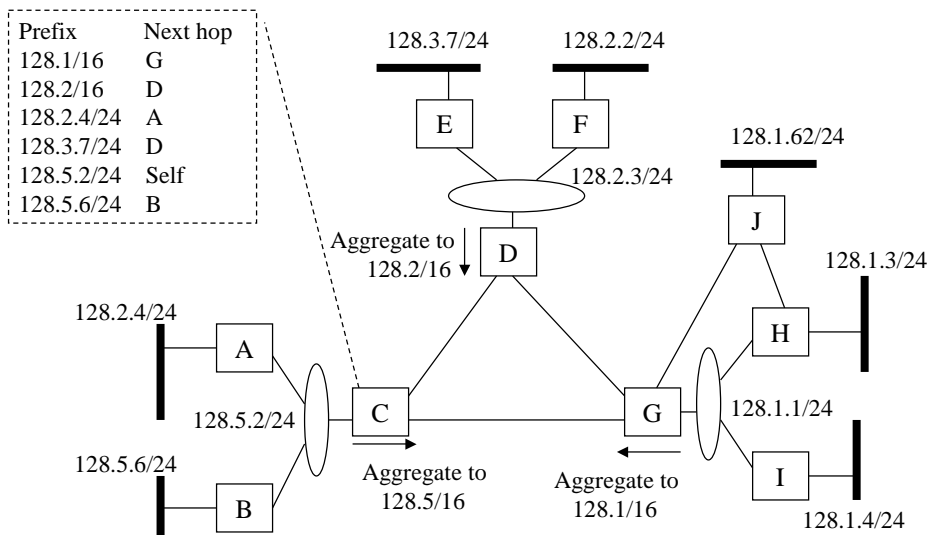 Prefix Next hop
128.1/16 G
128.2/16 D
128.2.4/24 A
128.3.7/24 D
128.5.2/24 Self
128.5.6/24 B
128.3.7/24
128.2.2/24
E
F
128.2.3/24
128.1.62/24
J
Aggregate to
128.2/16
D
128.1.3/24
H
128.2.4/24
A
128.5.2/24
C
G
128.1.1/24
128.5.6/24
B
Aggregate to
128.5/16
Aggregate to
128.1/16
I
128.1.4/24